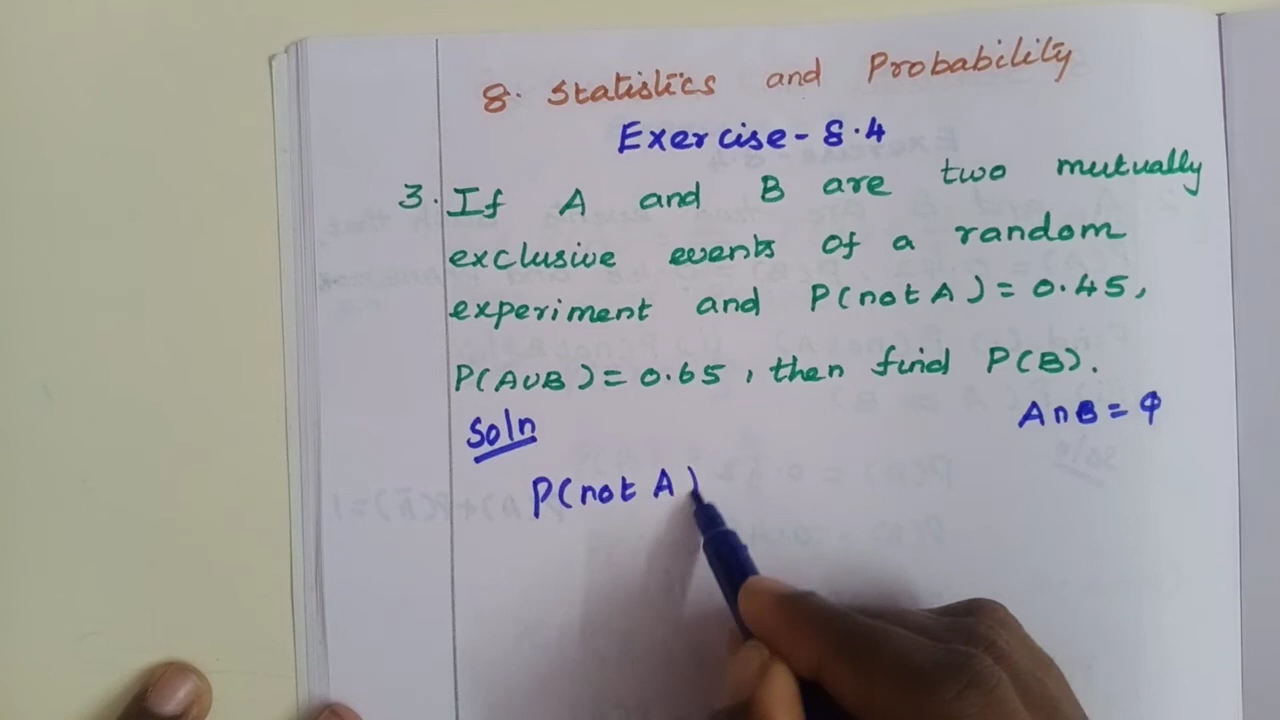 8. Statistics and Probability
Exercise - 8.4
3. If A and B are two mutually
exclusive events of a random
experiment and P(not A) = 0.45,
P(A∪B) = 0.65, then find P(B).
A∩B = φ
Soln
P(not A)